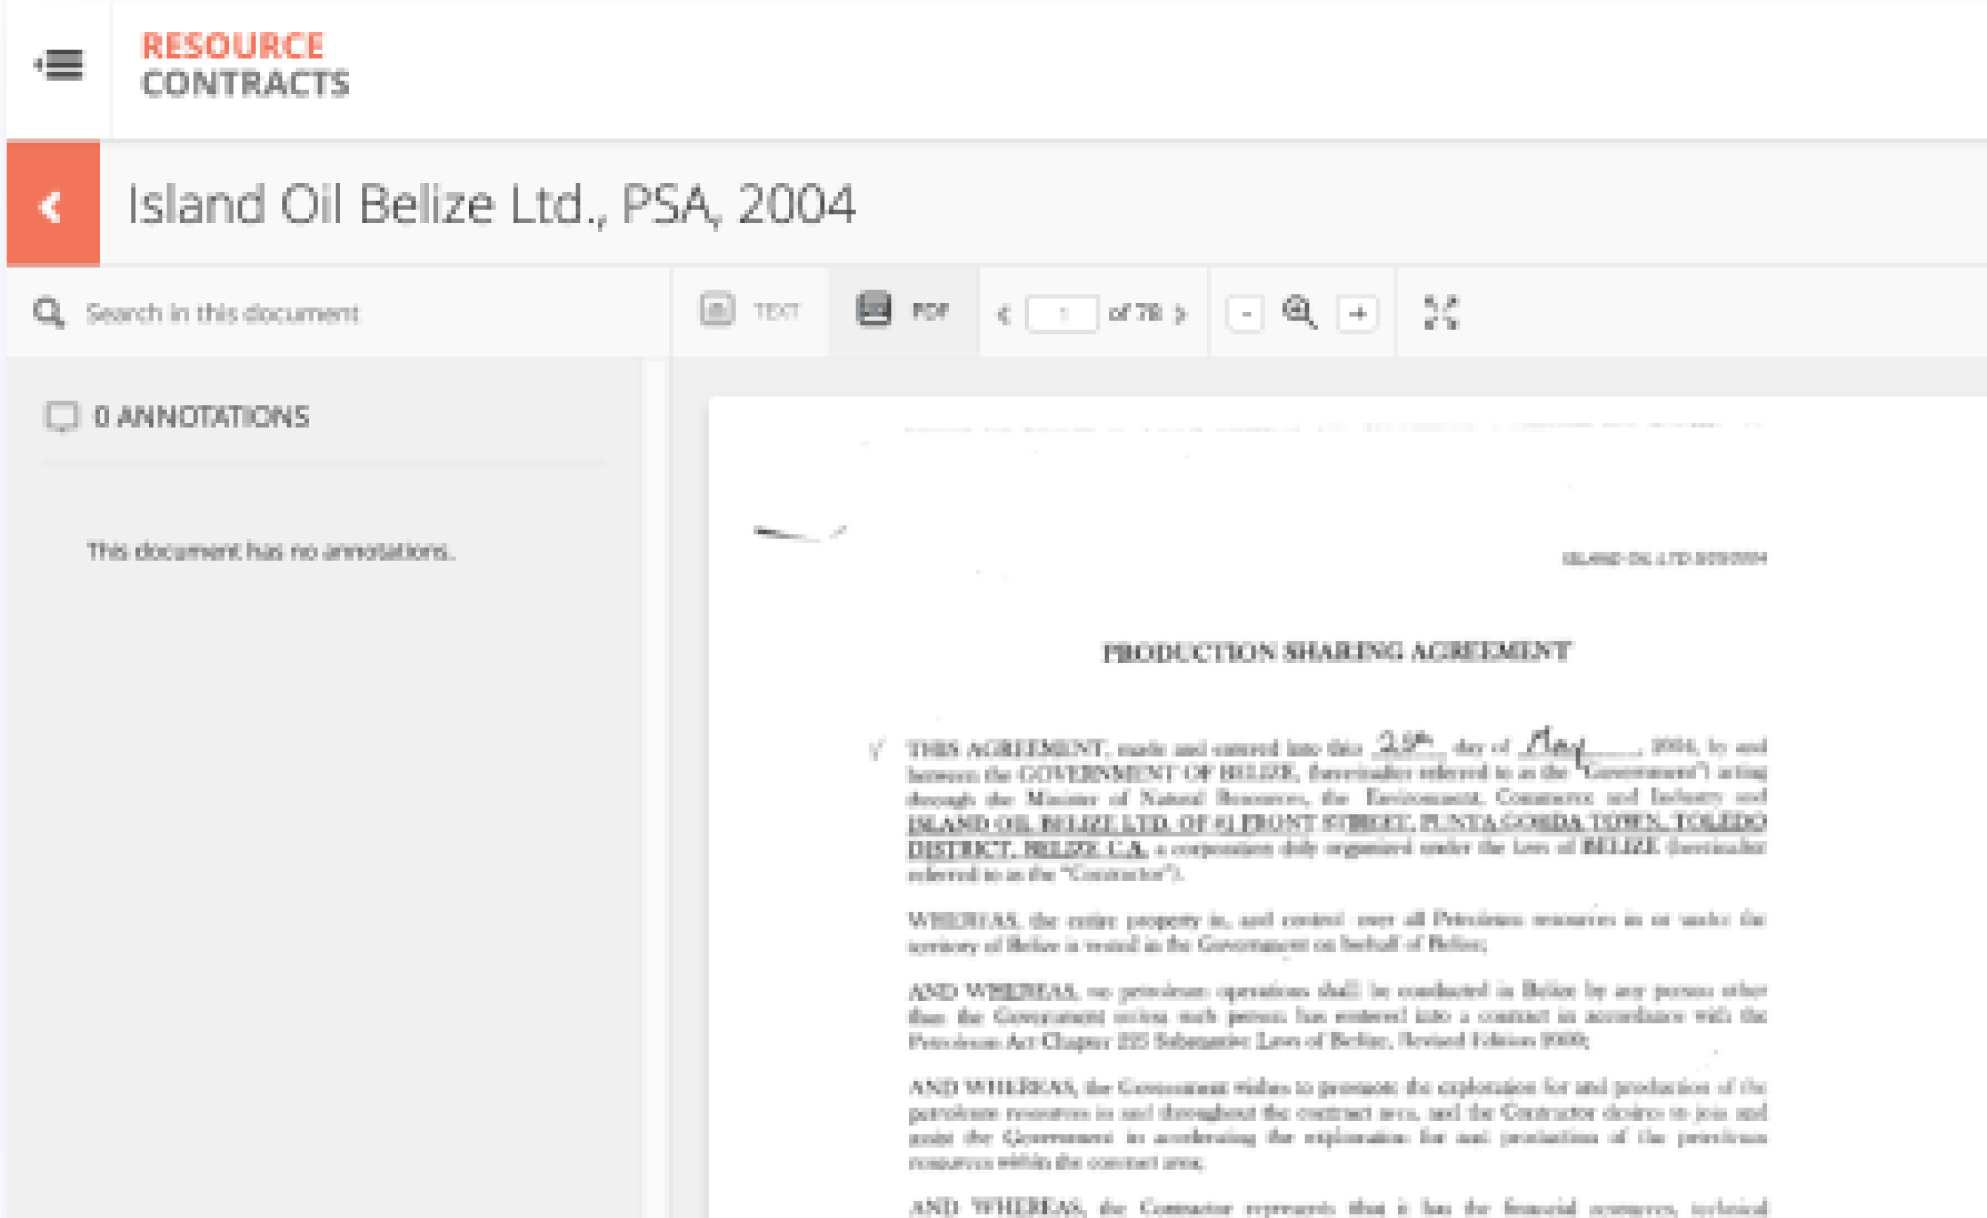 RESOURCE
CONTRACTS
Island Oil Belize Ltd., PSA, 2004
Search in this document
TEXT
PDF
1
of 78
-
+
0 ANNOTATIONS
This document has no annotations.
PRODUCTION SHARING AGREEMENT
THIS AGREEMENT, made and entered into this day of May, 2004, by and
between the GOVERNMENT OF BELIZE, (hereinafter referred to as the "Government") acting
through the Minister of Natural Resources, the Environment, Commerce and Industry and
ISLAND OIL BELIZE LTD. OF #1 FRONT STREET, PUNTA GORDA TOWN, TOLEDO
DISTRICT, BELIZE C.A. a corporation duly organized under the laws of BELIZE (hereinafter
referred to as the "Contractor").
WHEREAS, the entire property in, and control over all Petroleum resources in or under the
territory of Belize is vested in the Government on behalf of Belize;
AND WHEREAS, no petroleum operations shall be conducted in Belize by any person other
than the Government unless such person has entered into a contract in accordance with the
Petroleum Act Chapter 225 Substantive Laws of Belize, Revised Edition 2000;
AND WHEREAS, the Government wishes to promote the exploration for and production of the
petroleum resources in and throughout the contract area, and the Contractor desires to join and
assist the Government in accelerating the exploration for and production of the petroleum
resources within the contract area;
AND WHEREAS, the Contractor represents that it has the financial resources, technical